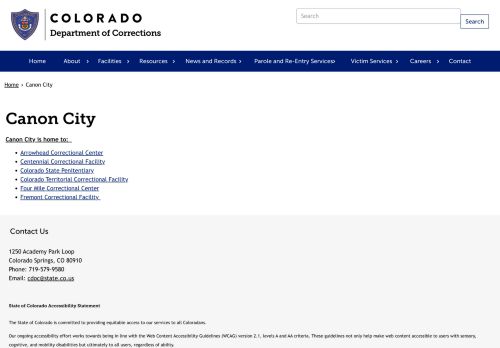 COLORADO
Department of Corrections
Search
Search
Home About › Facilities › Resources › News and Records › Parole and Re-Entry Services › Victim Services › Careers › Contact
Home › Canon City
Canon City
Canon City is home to:
• Arrowhead Correctional Center
• Centennial Correctional Facility
• Colorado State Penitentiary
• Colorado Territorial Correctional Facility
• Four Mile Correctional Center
• Fremont Correctional Facility
Contact Us
1250 Academy Park Loop
Colorado Springs, CO 80910
Phone: 719-579-9580
Email: cdoc@state.co.us
State of Colorado Accessibility Statement
The State of Colorado is committed to providing equitable access to our services to all Coloradans.
Our ongoing accessibility effort works towards being in line with the Web Content Accessibility Guidelines (WCAG) version 2.1, levels A and AA criteria. These guidelines not only help make web content accessible to users with sensory,
cognitive, and mobility disabilities but ultimately to all users, regardless of ability.